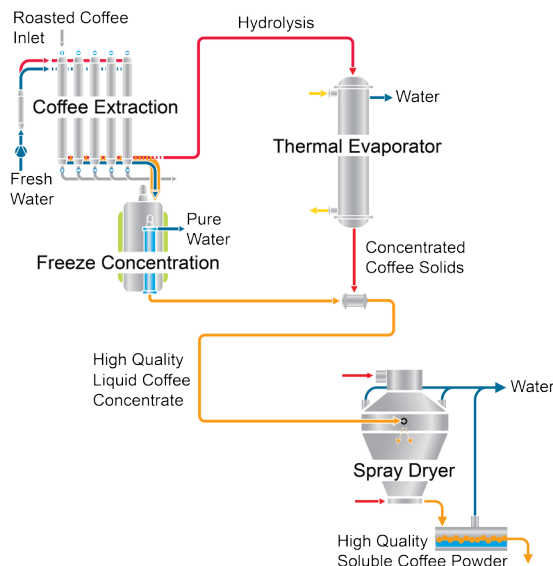 Roasted Coffee
Inlet
Hydrolysis
Coffee Extraction
Water
Thermal Evaporator
Fresh
Water
Pure
Water
Freeze Concentration
Concentrated
Coffee Solids
High Quality
Liquid Coffee
Concentrate
Water
Spray Dryer
High Quality
Soluble Coffee Powder